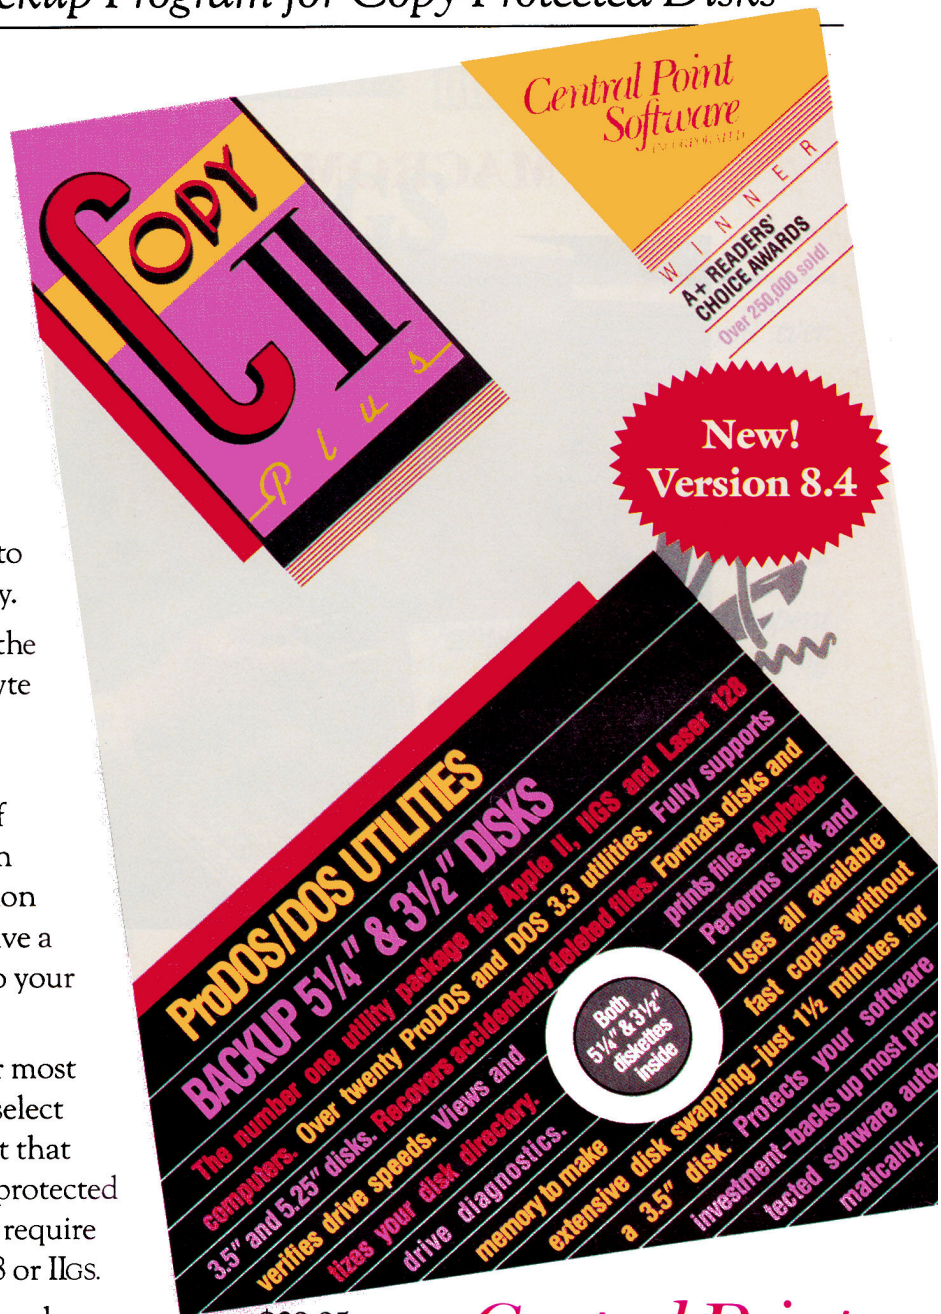 ckup Program for Copy Protected Disks
Central Point
Software
INCORPORATED
WINNER
A+ READERS'
CHOICE AWARDS
Over 250,000 sold!
COPY
II
Plus
New!
Version 8.4
to
y.
the
yte
f
n
on
ve a
o your
r most
select
t that
protected
require
8 or IIGS.
ProDOS/DOS UTILITIES
BACKUP 5¼" & 3½" DISKS
The number one utility package for Apple II, IIGS and Laser 128
computers. Over twenty ProDOS and DOS 3.3 utilities. Fully supports
3.5" and 5.25" disks. Recovers accidentally deleted files. Formats disks and
verifies drive speeds. Views and prints files. Alphabe-
tizes your disk directory. Performs disk and
drive diagnostics. Uses all available
memory to make fast copies without
extensive disk swapping–just 1½ minutes for
a 3.5" disk. Protects your software
investment–backs up most pro-
tected software auto-
matically.
Both
5¼" & 3½"
diskettes
inside
Central Point